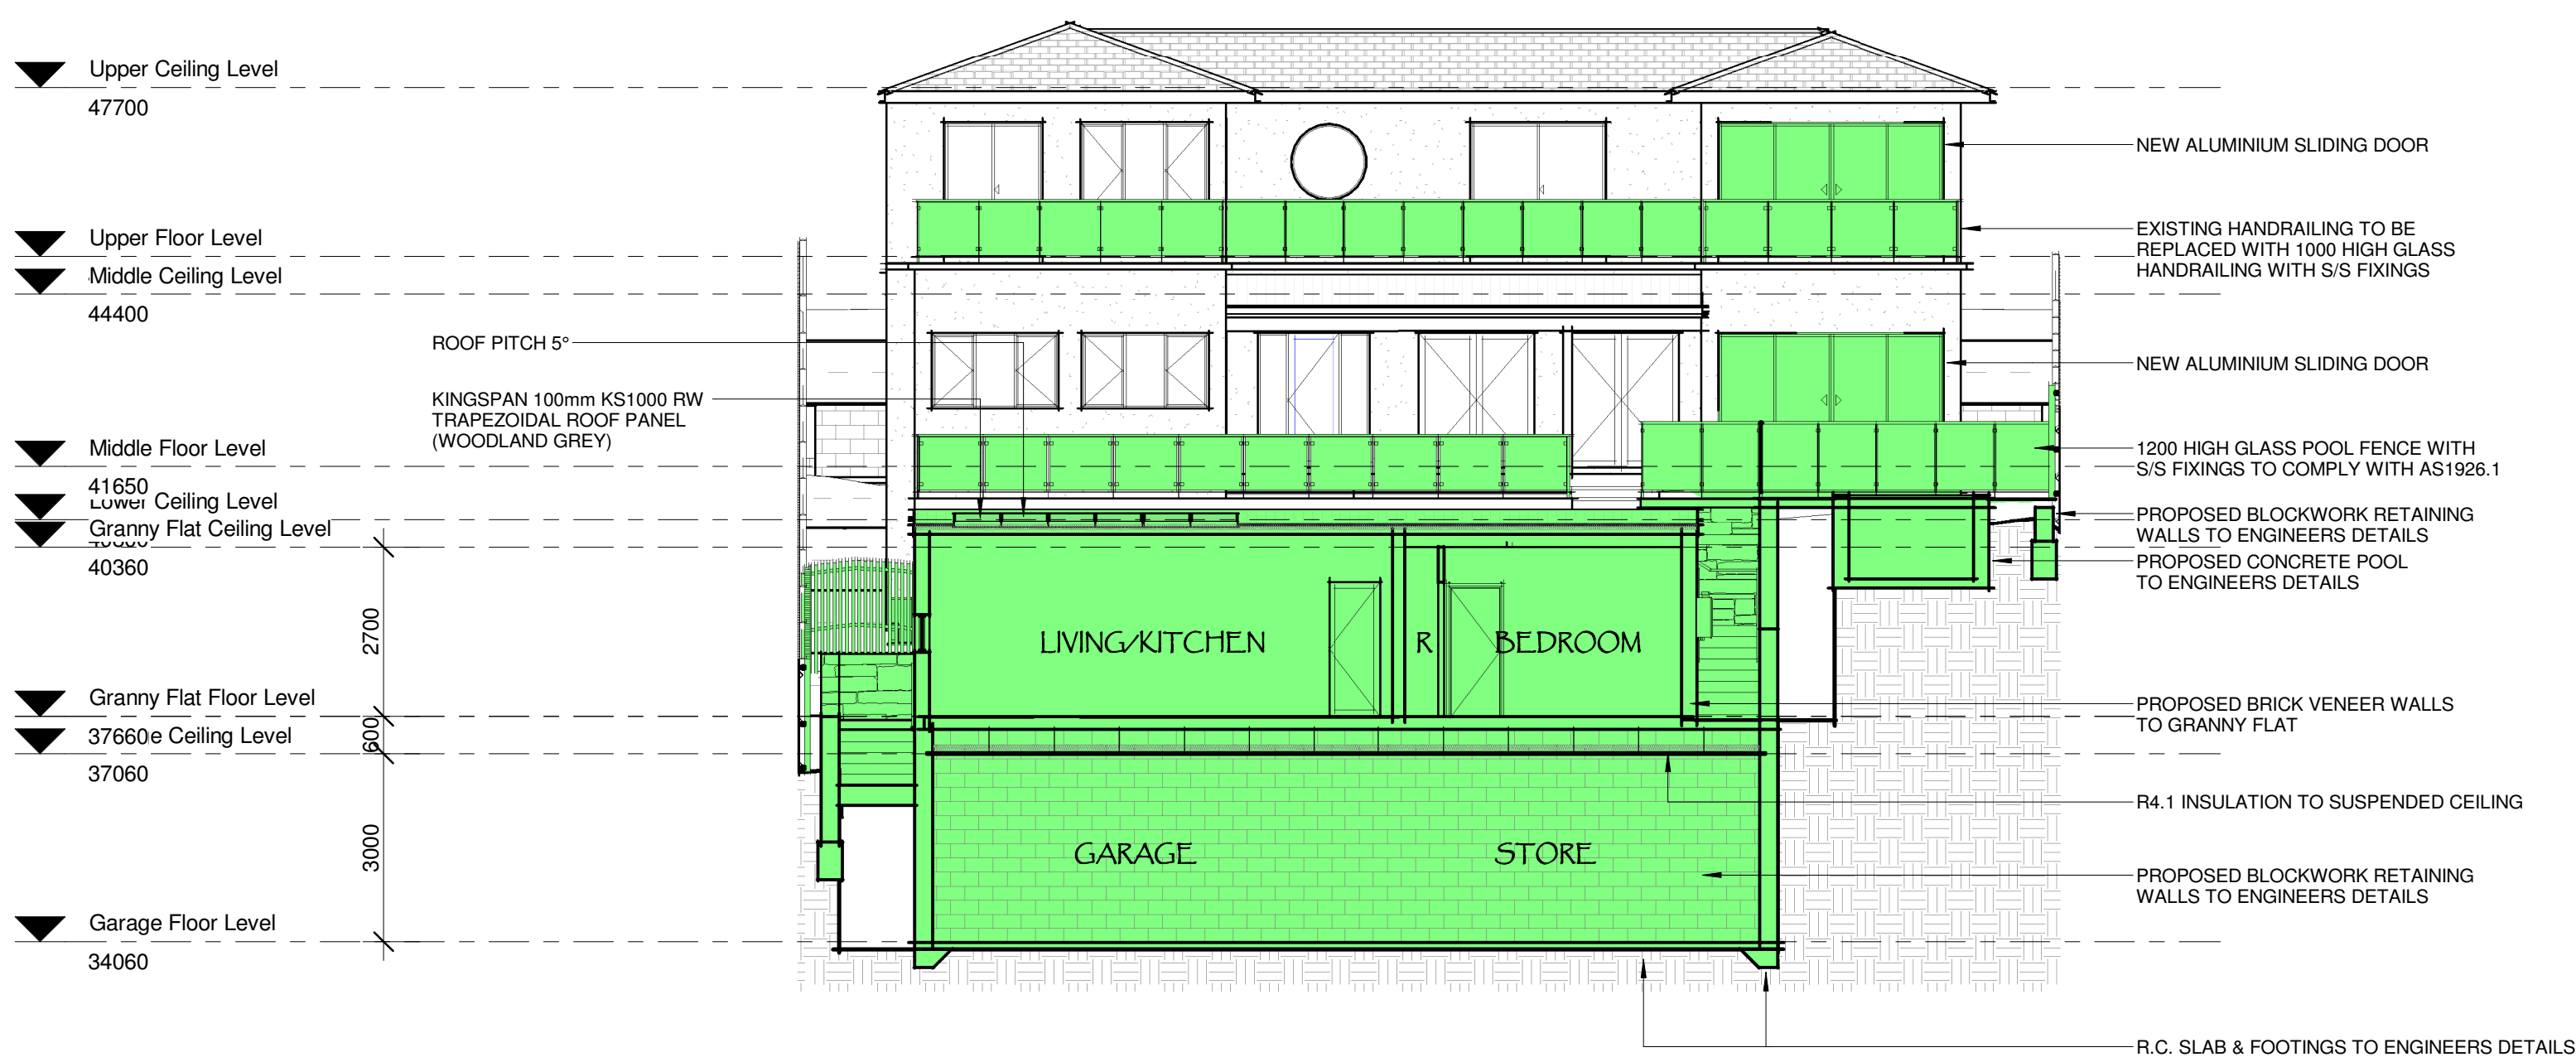 Upper Ceiling Level
47700
Upper Floor Level
Middle Ceiling Level
44400
Middle Floor Level
41650
Lower Ceiling Level
Granny Flat Ceiling Level
40360
Granny Flat Floor Level
37660
e Ceiling Level
37060
Garage Floor Level
34060
2700
600
3000
ROOF PITCH 5°
KINGSPAN 100mm KS1000 RW
TRAPEZOIDAL ROOF PANEL
(WOODLAND GREY)
LIVING/KITCHEN
R
BEDROOM
GARAGE
STORE
NEW ALUMINIUM SLIDING DOOR
EXISTING HANDRAILING TO BE
REPLACED WITH 1000 HIGH GLASS
HANDRAILING WITH S/S FIXINGS
NEW ALUMINIUM SLIDING DOOR
1200 HIGH GLASS POOL FENCE WITH
S/S FIXINGS TO COMPLY WITH AS1926.1
PROPOSED BLOCKWORK RETAINING
WALLS TO ENGINEERS DETAILS
PROPOSED CONCRETE POOL
TO ENGINEERS DETAILS
PROPOSED BRICK VENEER WALLS
TO GRANNY FLAT
R4.1 INSULATION TO SUSPENDED CEILING
PROPOSED BLOCKWORK RETAINING
WALLS TO ENGINEERS DETAILS
R.C. SLAB & FOOTINGS TO ENGINEERS DETAILS